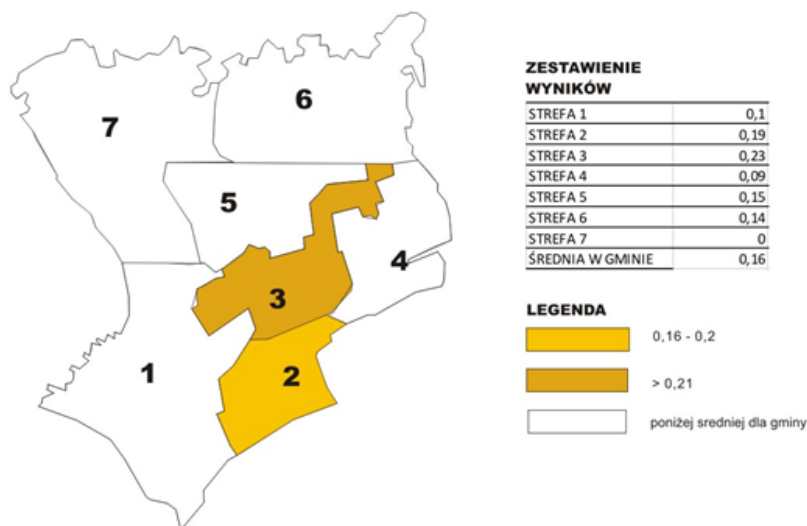 6
7
5
4
3
1
2
ZESTAWIENIE
WYNIKÓW
STREFA 1 0,1
STREFA 2 0,19
STREFA 3 0,23
STREFA 4 0,09
STREFA 5 0,15
STREFA 6 0,14
STREFA 7 0
ŚREDNIA W GMINIE 0,16
LEGENDA
0,16 - 0,2
> 0,21
poniżej sredniej dla gminy